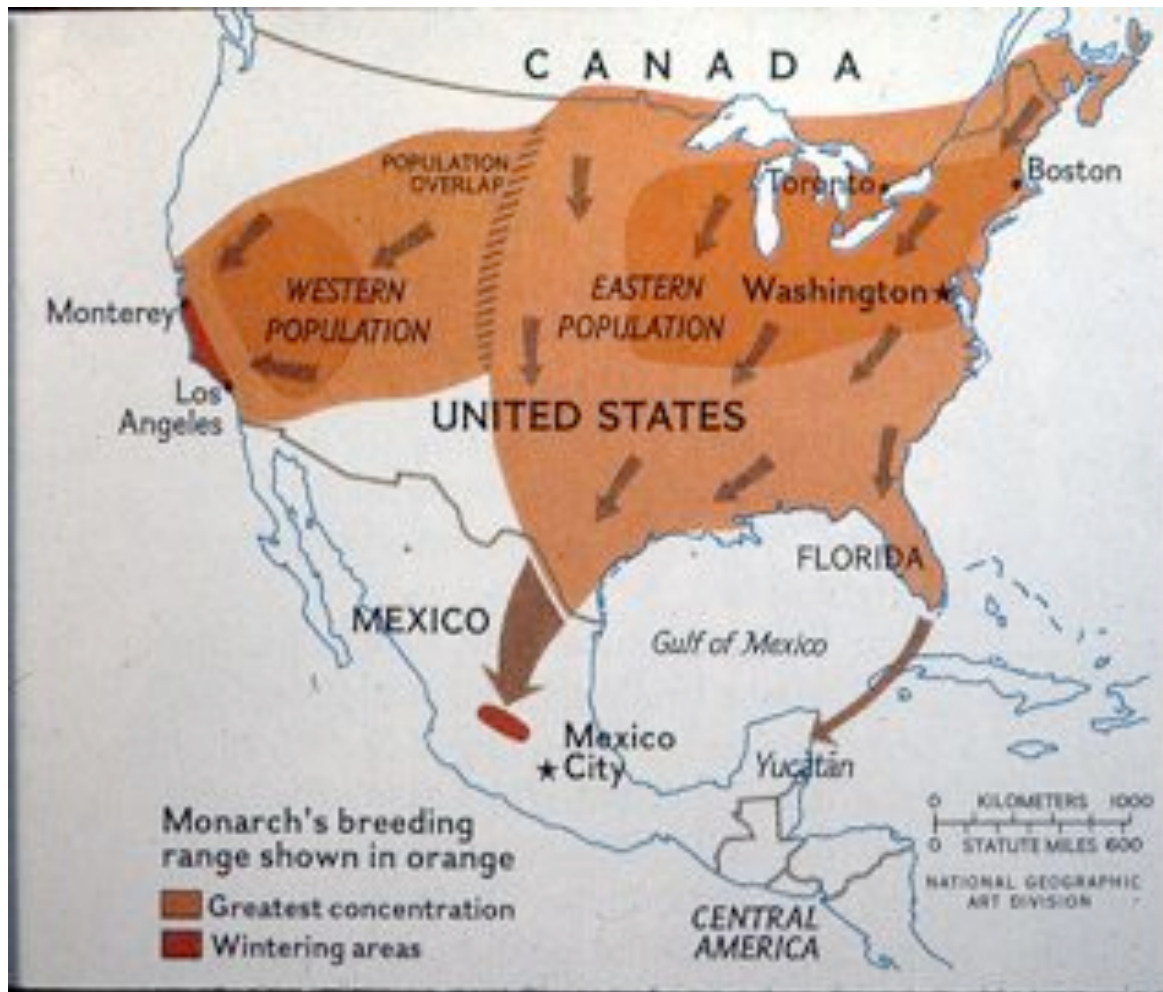 CANADA
POPULATION
OVERLAP
Toronto
Boston
WESTERN
POPULATION
EASTERN
POPULATION
Washington
Monterey
Los
Angeles
UNITED STATES
FLORIDA
MEXICO
Gulf of Mexico
Mexico
City
Yucatán
Monarch's breeding
range shown in orange
Greatest concentration
Wintering areas
CENTRAL
AMERICA
0 KILOMETERS 1000
0 STATUTE MILES 600
NATIONAL GEOGRAPHIC
ART DIVISION